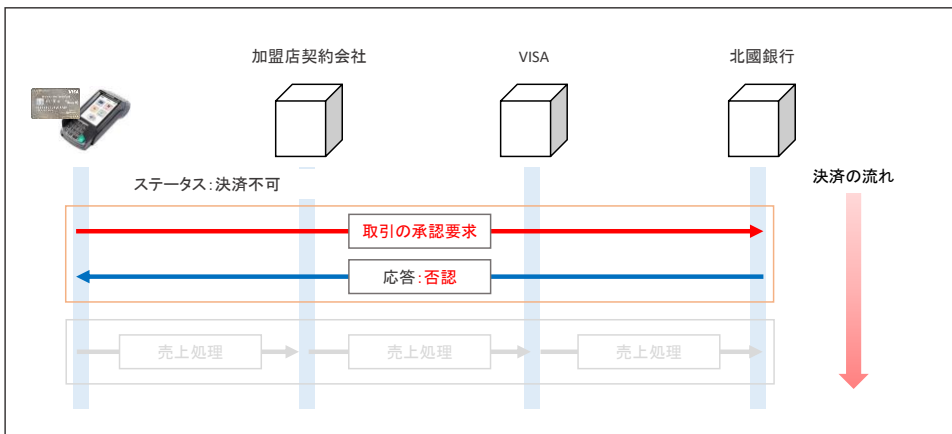 加盟店契約会社
VISA
北國銀行
VISA
ステータス:決済不可
決済の流れ
取引の承認要求
応答:否認
売上処理
売上処理
売上処理